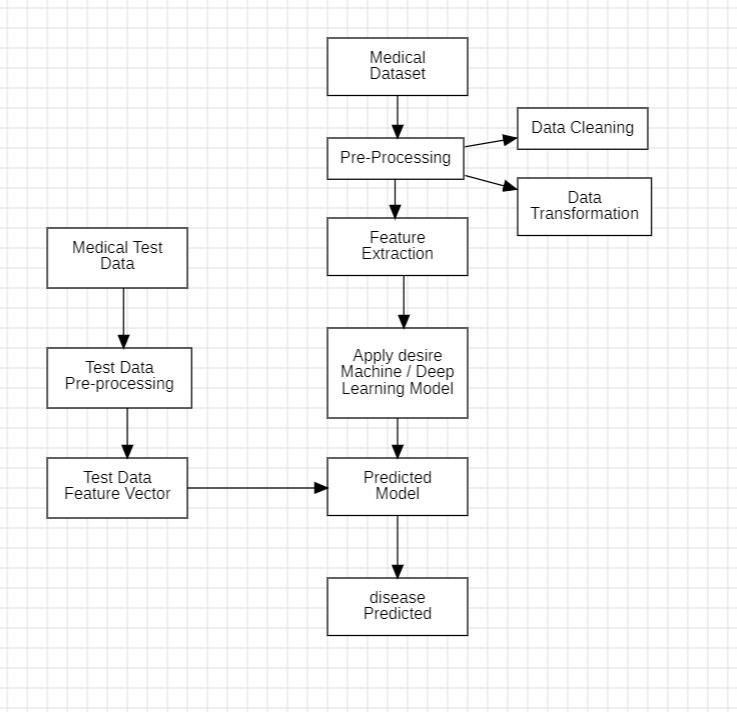 Medical
Dataset
Pre-Processing
Data Cleaning
Data
Transformation
Feature
Extraction
Medical Test
Data
Test Data
Pre-processing
Apply desire
Machine / Deep
Learning Model
Test Data
Feature Vector
Predicted
Model
disease
Predicted